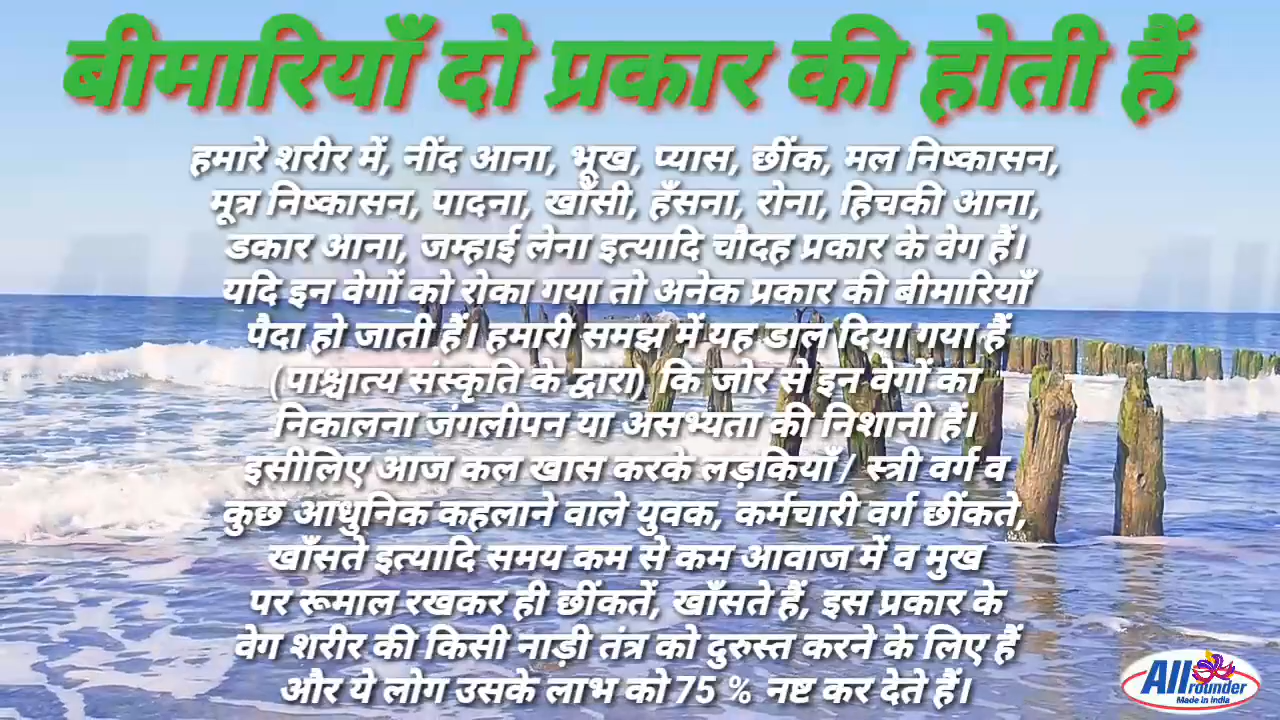 बीमारियाँ दो प्रकार की होती हैं
हमारे शरीर में, नींद आना, भूख, प्यास, छींक, मल निष्कासन,
मूत्र निष्कासन, पादना, खाँसी, हँसना, रोना, हिचकी आना,
डकार आना, जम्हाई लेना इत्यादि चौदह प्रकार के वेग हैं।
यदि इन वेगों को रोका गया तो अनेक प्रकार की बीमारियाँ
पैदा हो जाती हैं। हमारी समझ में यह डाल दिया गया हैं
(पाश्चात्य संस्कृति के द्वारा) कि जोर से इन वेगों का
निकालना जंगलीपन या असभ्यता की निशानी हैं।
इसीलिए आज कल खास करके लड़कियाँ / स्त्री वर्ग व
कुछ आधुनिक कहलाने वाले युवक, कर्मचारी वर्ग छींकते,
खाँसते इत्यादि समय कम से कम आवाज में व मुख
पर रूमाल रखकर ही छींकतें, खाँसते हैं, इस प्रकार के
वेग शरीर की किसी नाड़ी तंत्र को दुरुस्त करने के लिए हैं
और ये लोग उसके लाभ को 75 % नष्ट कर देते हैं।
All rounder
Made in India